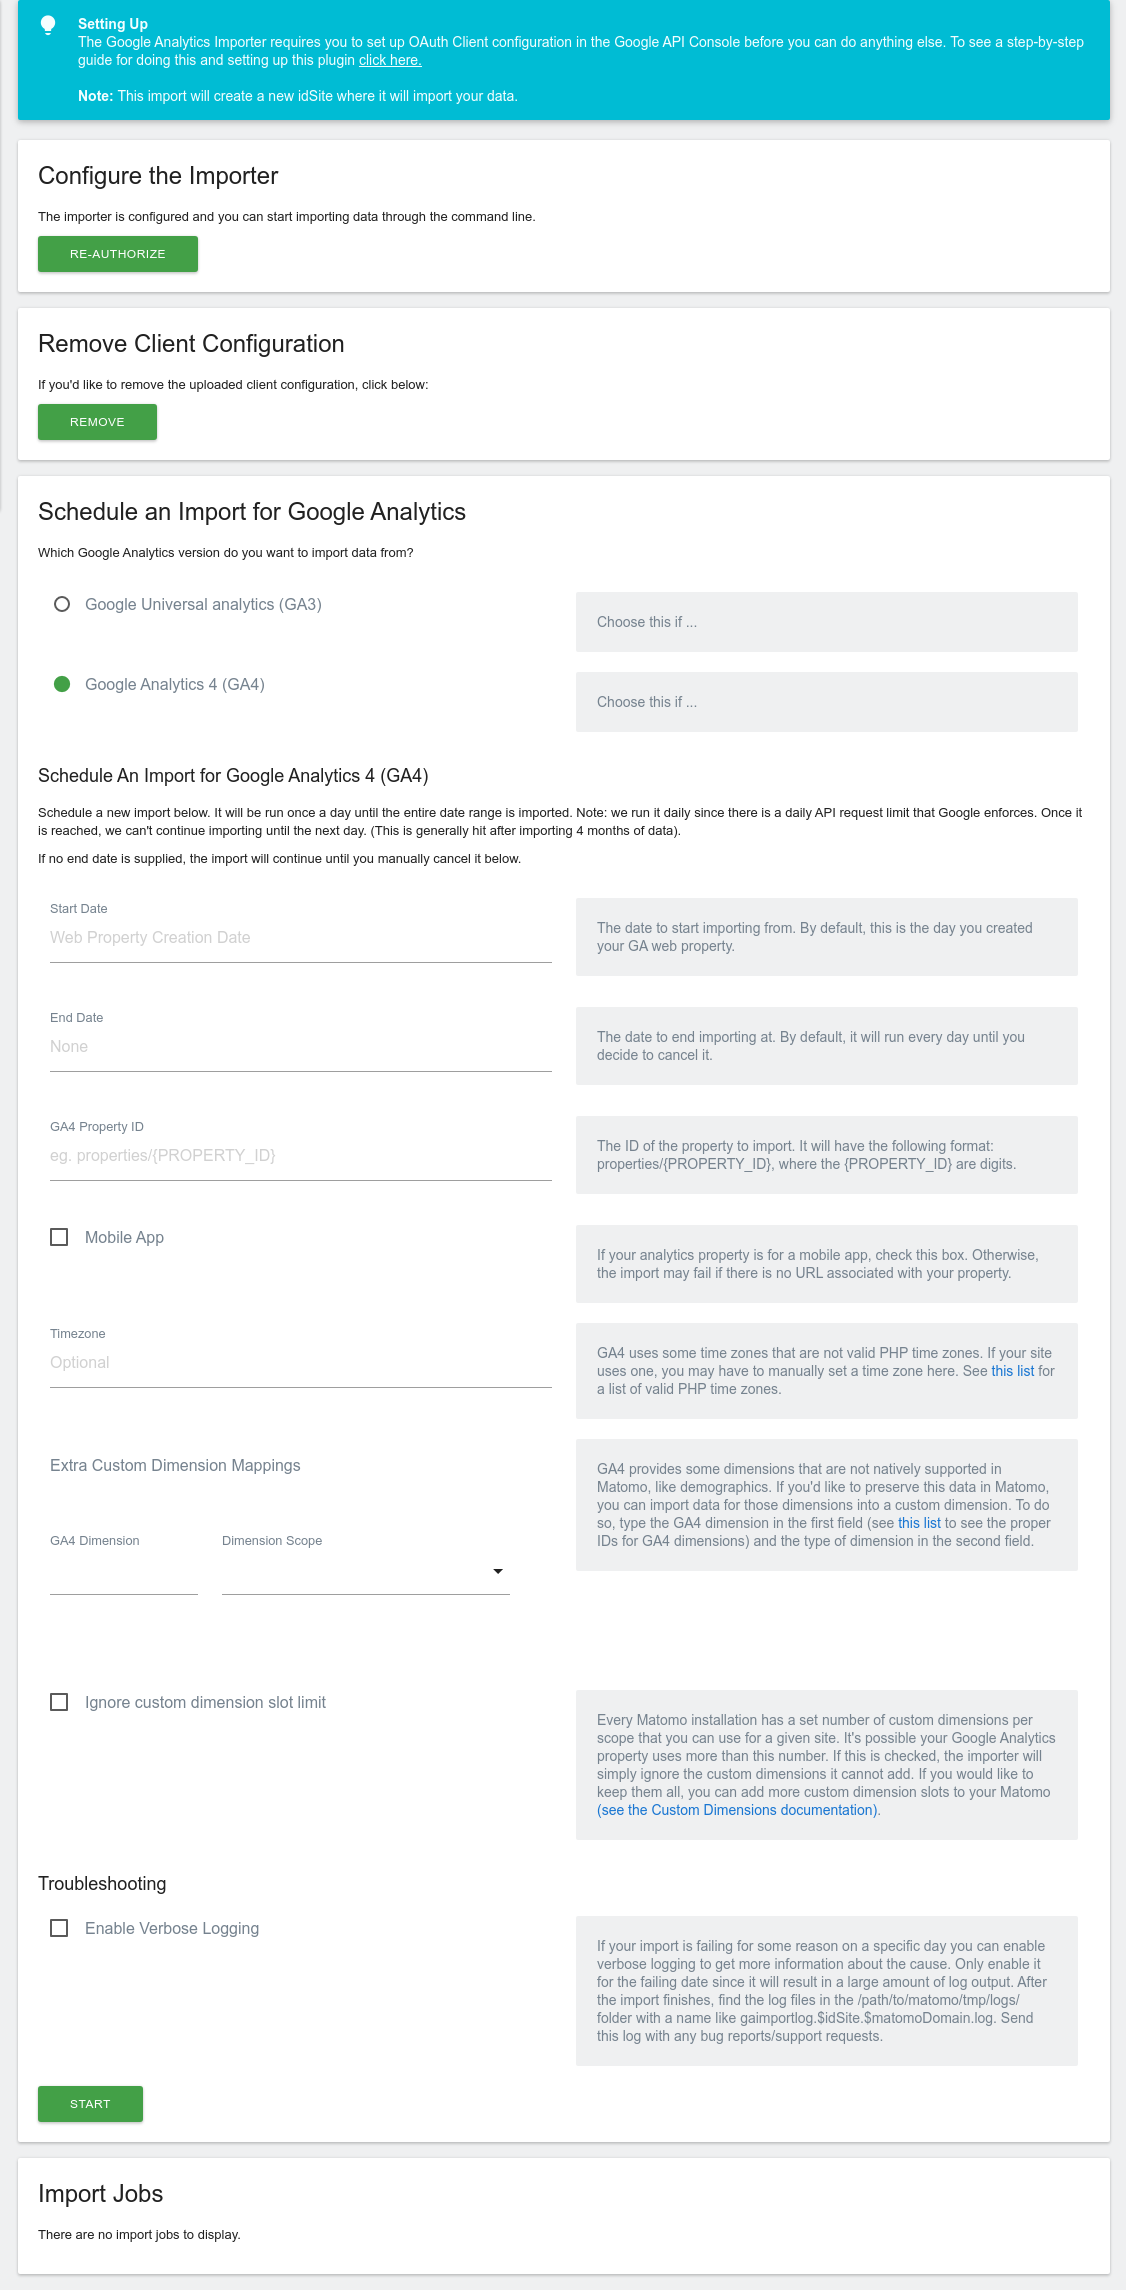 Setting Up
The Google Analytics Importer requires you to set up OAuth Client configuration in the Google API Console before you can do anything else. To see a step-by-step
guide for doing this and setting up this plugin click here.
Note: This import will create a new idSite where it will import your data.
Configure the Importer
The importer is configured and you can start importing data through the command line.
RE-AUTHORIZE
Remove Client Configuration
If you'd like to remove the uploaded client configuration, click below:
REMOVE
Schedule an Import for Google Analytics
Which Google Analytics version do you want to import data from?
Google Universal analytics (GA3)
Choose this if ...
Google Analytics 4 (GA4)
Choose this if ...
Schedule An Import for Google Analytics 4 (GA4)
Schedule a new import below. It will be run once a day until the entire date range is imported. Note: we run it daily since there is a daily API request limit that Google enforces. Once it
is reached, we can't continue importing until the next day. (This is generally hit after importing 4 months of data).
If no end date is supplied, the import will continue until you manually cancel it below.
Start Date
Web Property Creation Date
The date to start importing from. By default, this is the day you created
your GA web property.
End Date
None
The date to end importing at. By default, it will run every day until you
decide to cancel it.
GA4 Property ID
eg. properties/{PROPERTY_ID}
The ID of the property to import. It will have the following format:
properties/{PROPERTY_ID}, where the {PROPERTY_ID} are digits.
Mobile App
If your analytics property is for a mobile app, check this box. Otherwise,
the import may fail if there is no URL associated with your property.
Timezone
Optional
GA4 uses some time zones that are not valid PHP time zones. If your site
uses one, you may have to manually set a time zone here. See this list for
a list of valid PHP time zones.
Extra Custom Dimension Mappings
GA4 Dimension
Dimension Scope
GA4 provides some dimensions that are not natively supported in
Matomo, like demographics. If you'd like to preserve this data in Matomo,
you can import data for those dimensions into a custom dimension. To do
so, type the GA4 dimension in the first field (see this list to see the proper
IDs for GA4 dimensions) and the type of dimension in the second field.
Ignore custom dimension slot limit
Every Matomo installation has a set number of custom dimensions per
scope that you can use for a given site. It's possible your Google Analytics
property uses more than this number. If this is checked, the importer will
simply ignore the custom dimensions it cannot add. If you would like to
keep them all, you can add more custom dimension slots to your Matomo
(see the Custom Dimensions documentation).
Troubleshooting
Enable Verbose Logging
If your import is failing for some reason on a specific day you can enable
verbose logging to get more information about the cause. Only enable it
for the failing date since it will result in a large amount of log output. After
the import finishes, find the log files in the /path/to/matomo/tmp/logs/
folder with a name like gaimportlog.$idSite.$matomoDomain.log. Send
this log with any bug reports/support requests.
START
Import Jobs
There are no import jobs to display.